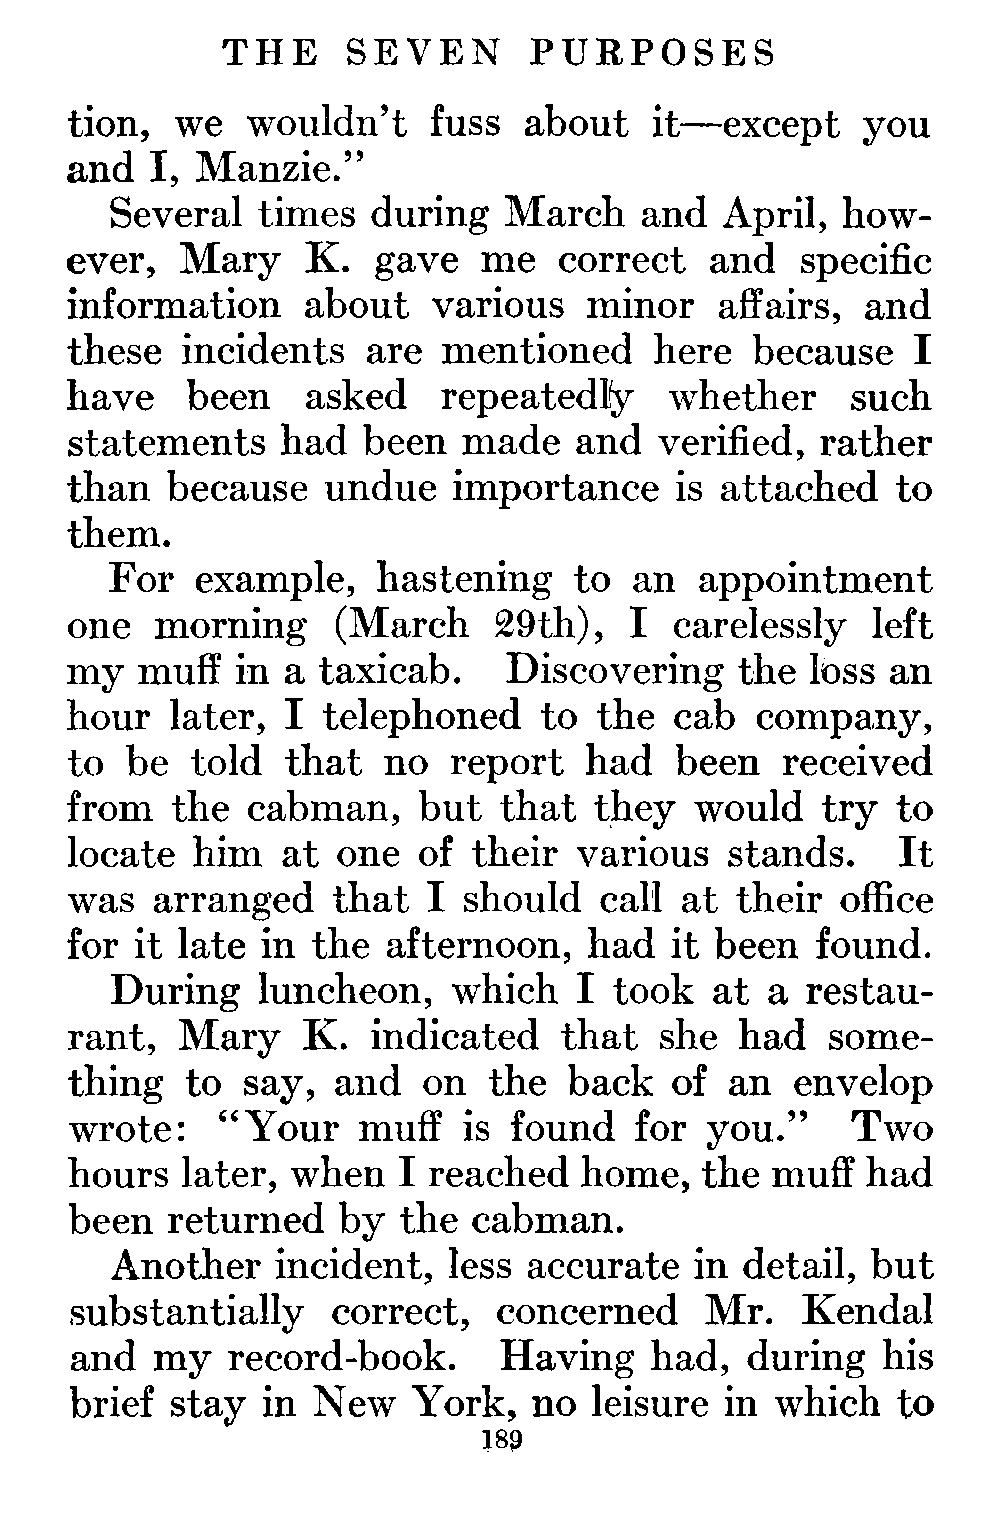 THE SEVEN PURPOSES
tion, we wouldn't fuss about it—except you
and I, Manzie."
Several times during March and April, how-
ever, Mary K. gave me correct and specific
information about various minor affairs, and
these incidents are mentioned here because I
have been asked repeatedly whether such
statements had been made and verified, rather
than because undue importance is attached to
them.
For example, hastening to an appointment
one morning (March 29th), I carelessly left
my muff in a taxicab. Discovering the loss an
hour later, I telephoned to the cab company,
to be told that no report had been received
from the cabman, but that they would try to
locate him at one of their various stands. It
was arranged that I should call at their office
for it late in the afternoon, had it been found.
During luncheon, which I took at a restau-
rant, Mary K. indicated that she had some-
thing to say, and on the back of an envelop
wrote: "Your muff is found for you." Two
hours later, when I reached home, the muff had
been returned by the cabman.
Another incident, less accurate in detail, but
substantially correct, concerned Mr. Kendal
and my record-book. Having had, during his
brief stay in New York, no leisure in which to
189